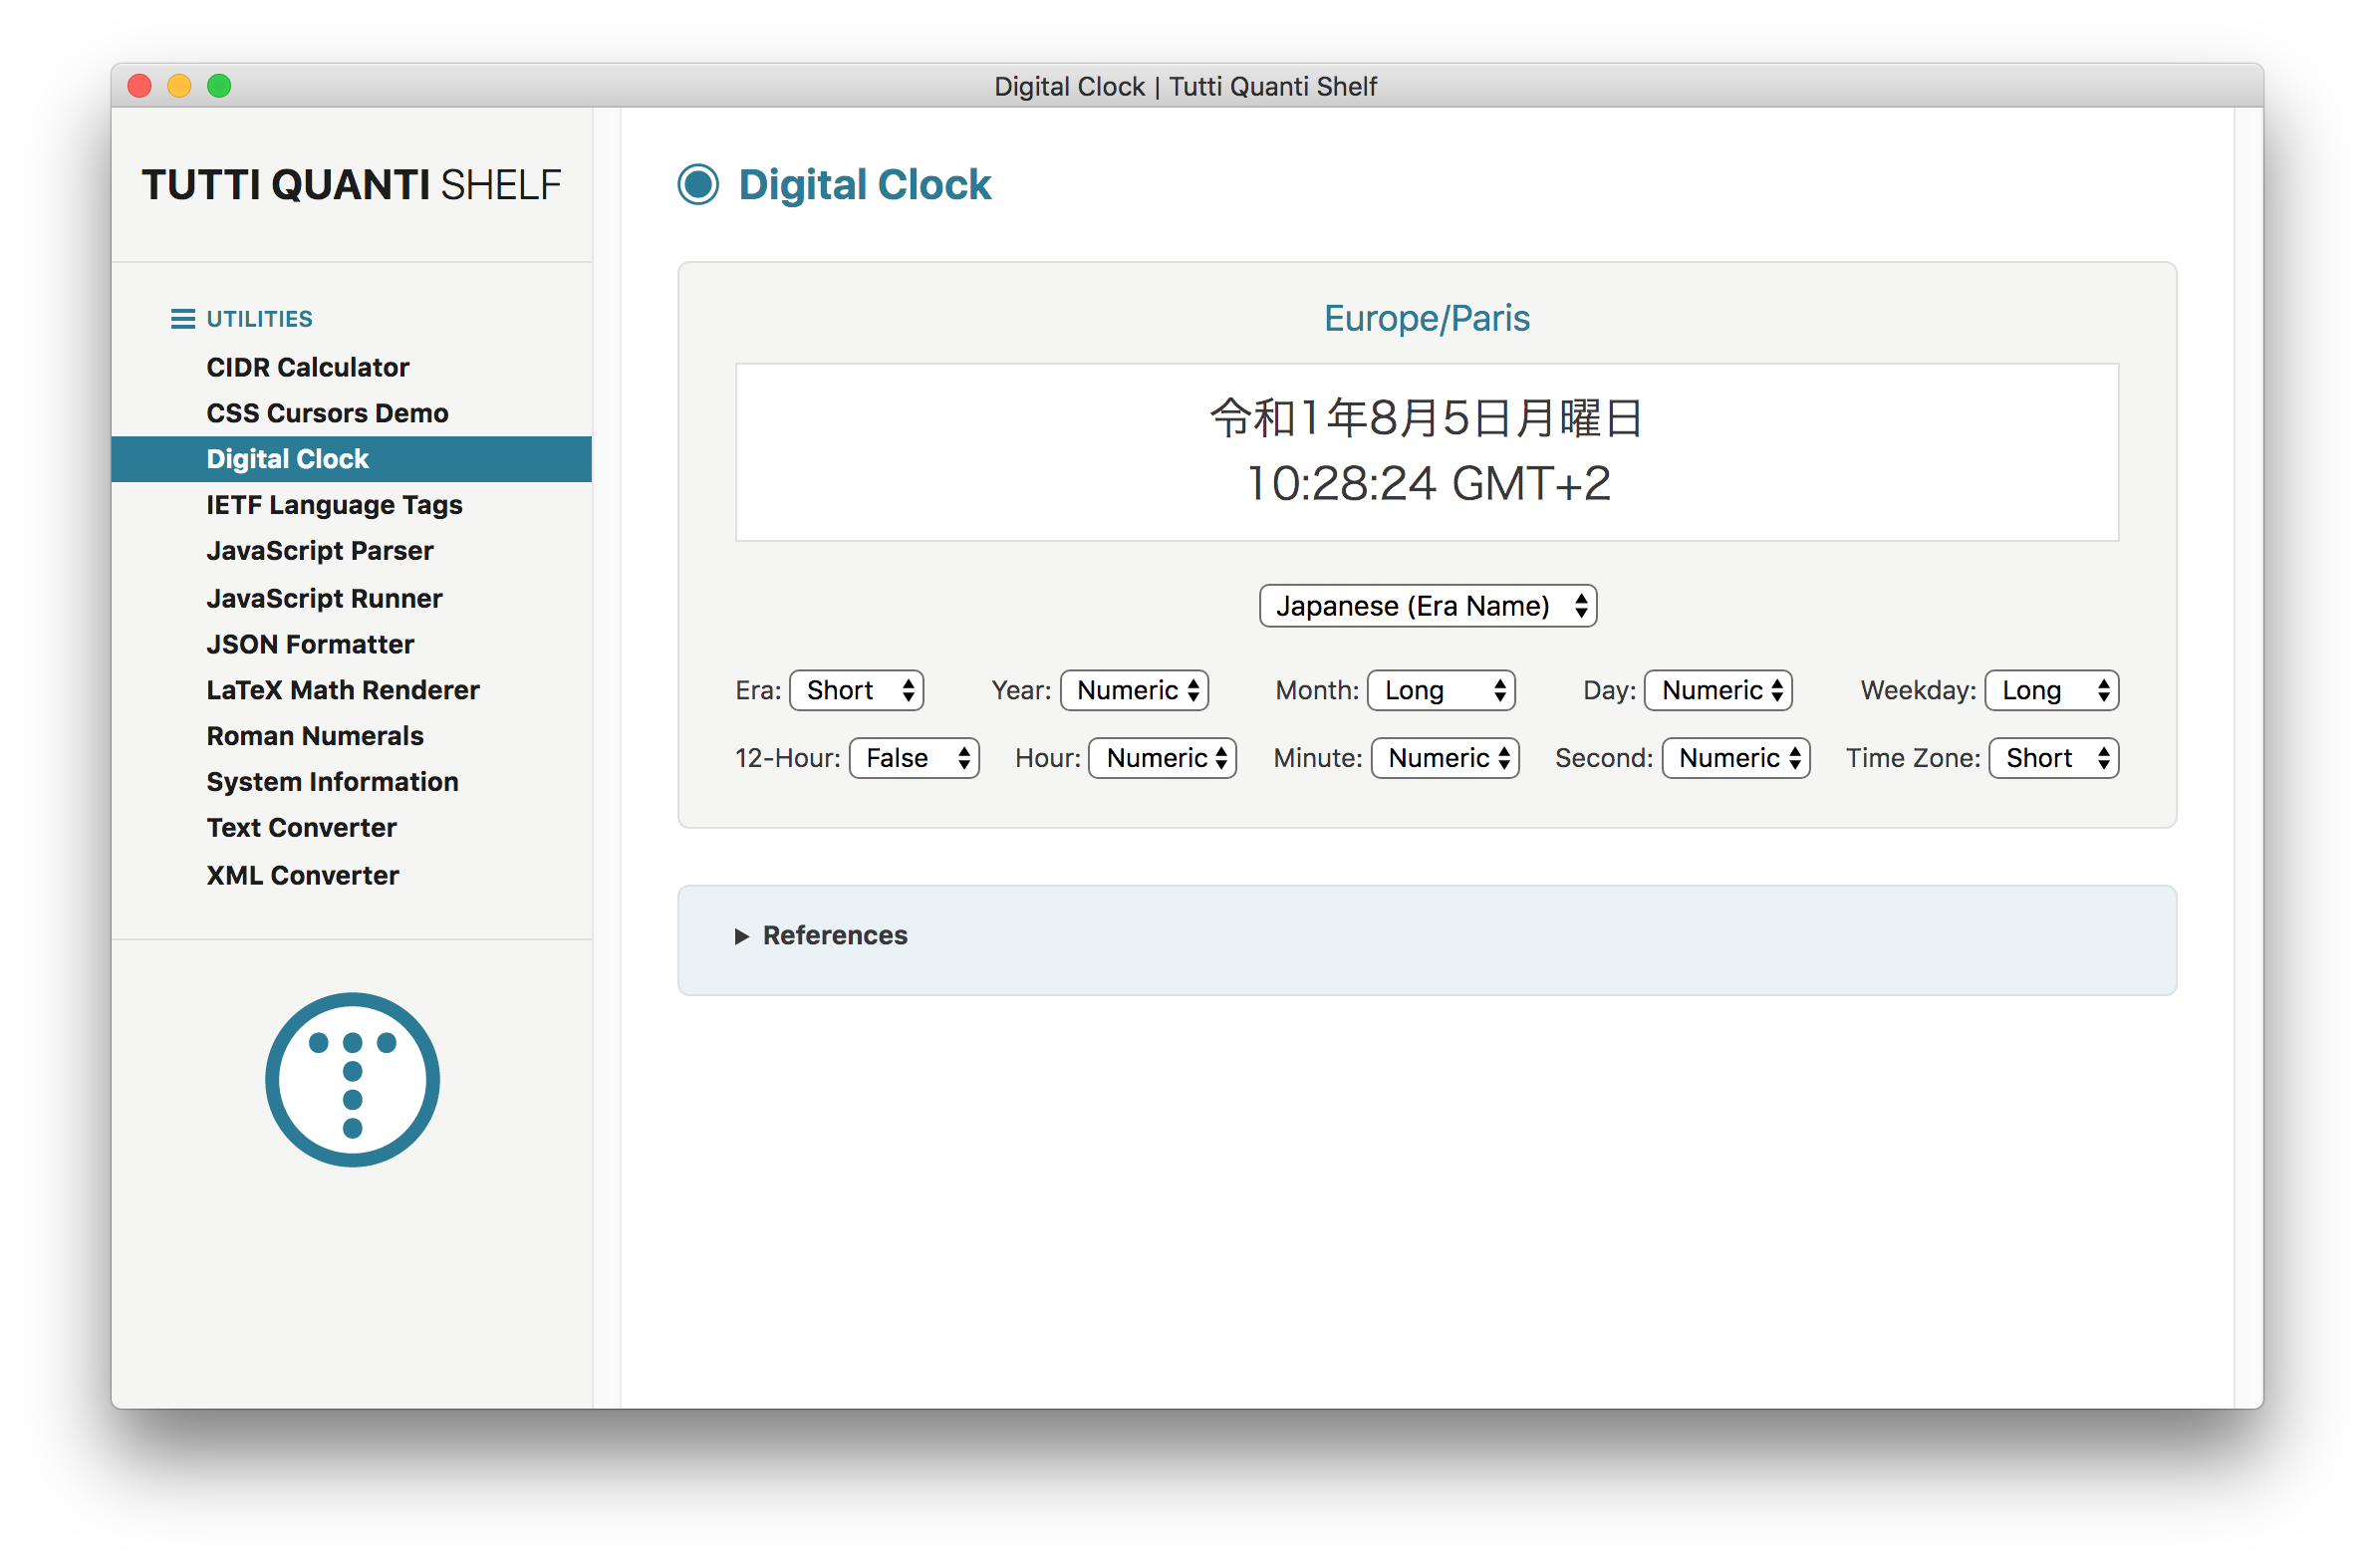 Digital Clock | Tutti Quanti Shelf
TUTTI QUANTI SHELF
UTILITIES
CIDR Calculator
CSS Cursors Demo
Digital Clock
IETF Language Tags
JavaScript Parser
JavaScript Runner
JSON Formatter
LaTeX Math Renderer
Roman Numerals
System Information
Text Converter
XML Converter
Digital Clock
Europe/Paris
令和1年8月5日月曜日
10:28:24 GMT+2
Japanese (Era Name)
Era: Short Year: Numeric Month: Long Day: Numeric Weekday: Long
12-Hour: False Hour: Numeric Minute: Numeric Second: Numeric Time Zone: Short
References